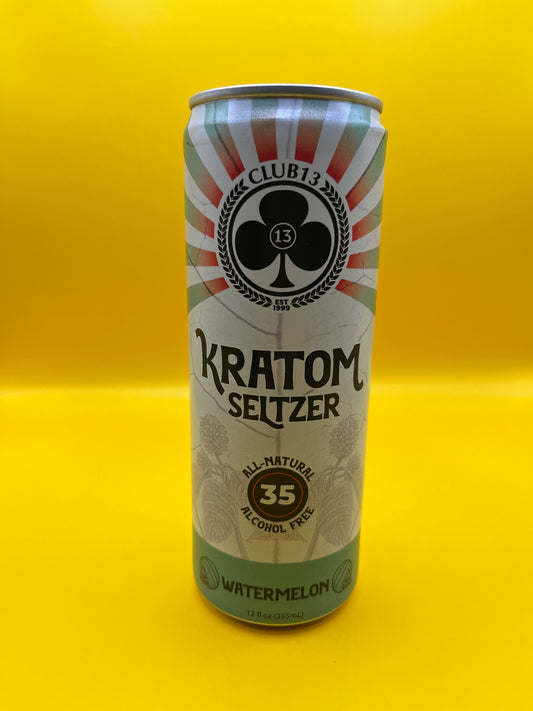 CLUB13
13
EST
1999
KRATOM
SELTZER
ALL-NATURAL
35
ALCOHOL FREE
WATERMELON
12 fl oz (355mL)